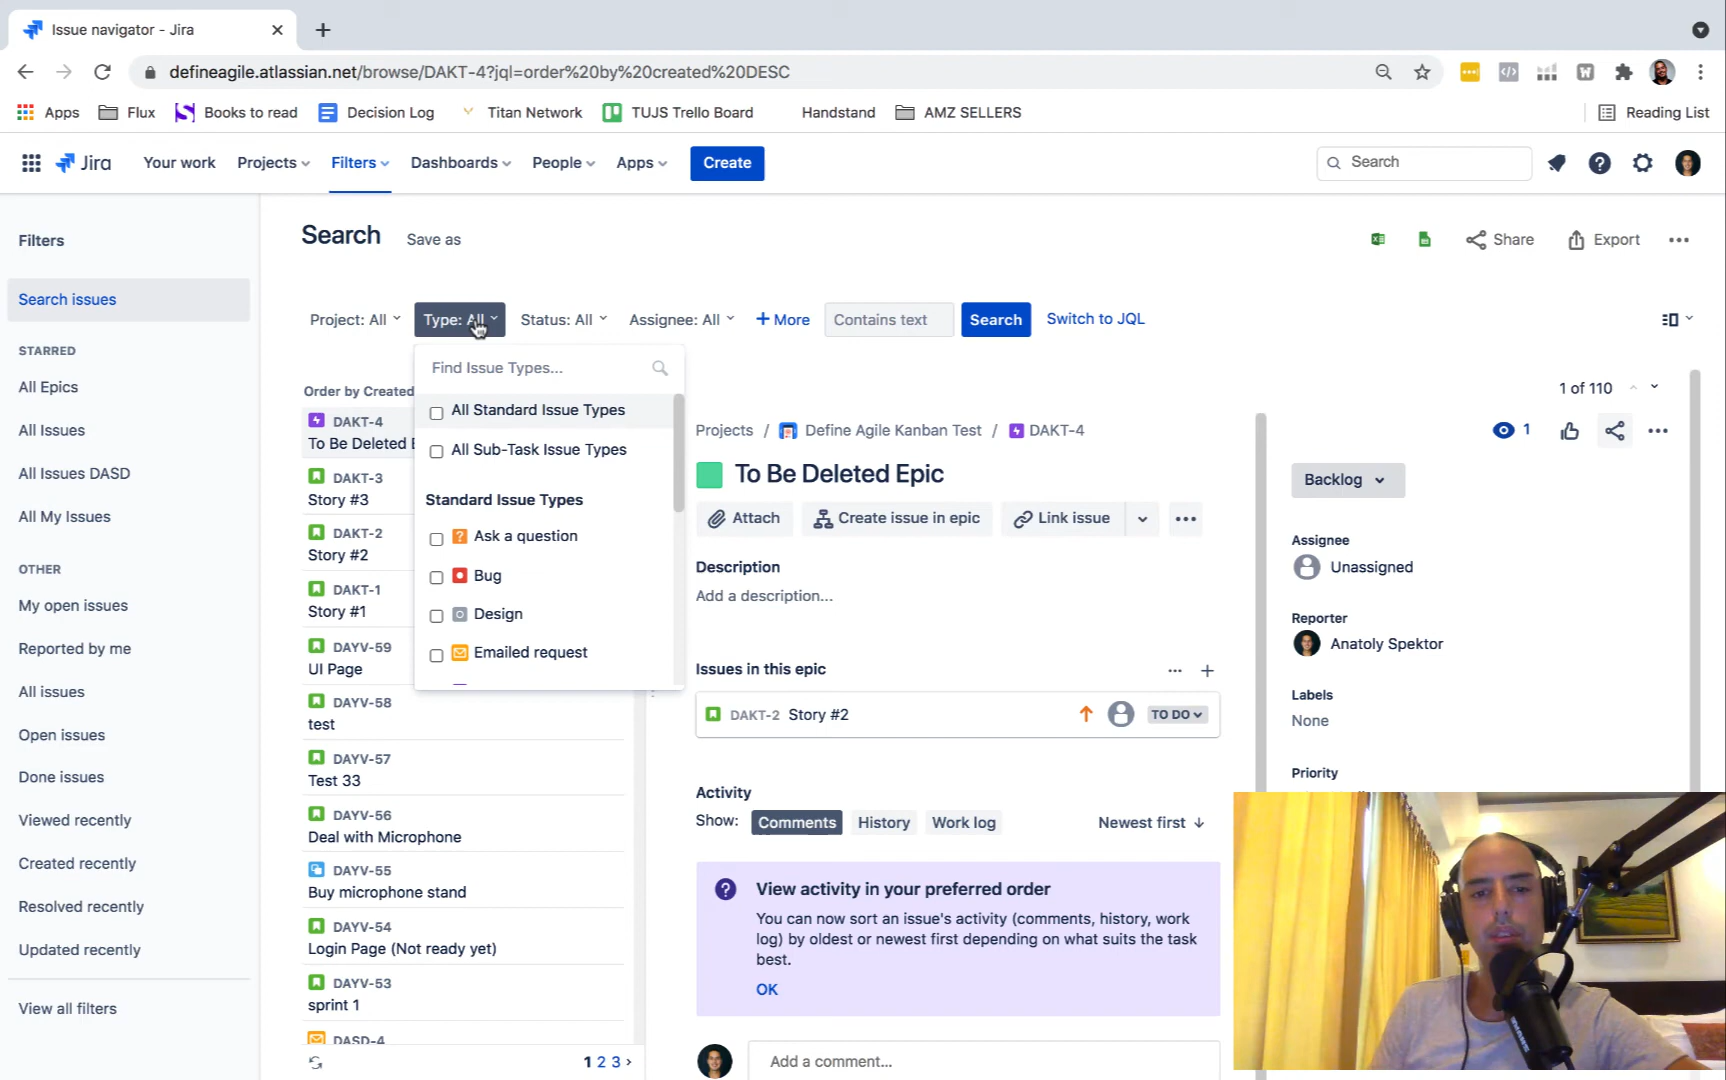 Issue navigator - Jira
defineagile.atlassian.net/browse/DAKT-4?jql=order%20by%20created%20DESC
Apps Flux Books to read Decision Log Titan Network TUJS Trello Board Handstand AMZ SELLERS Reading List
Jira Your work Projects Filters Dashboards People Apps Create Search
Filters
Search issues
STARRED
All Epics
All Issues
All Issues DASD
All My Issues
OTHER
My open issues
Reported by me
All issues
Open issues
Done issues
Viewed recently
Created recently
Resolved recently
Updated recently
View all filters
Search Save as Share Export
Project: All Type: All Status: All Assignee: All + More Contains text Search Switch to JQL
Find Issue Types...
All Standard Issue Types
All Sub-Task Issue Types
Standard Issue Types
Ask a question
Bug
Design
Emailed request
Order by Created
DAKT-4
To Be Deleted
DAKT-3
Story #3
DAKT-2
Story #2
DAKT-1
Story #1
DAYV-59
UI Page
DAYV-58
test
DAYV-57
Test 33
DAYV-56
Deal with Microphone
DAYV-55
Buy microphone stand
DAYV-54
Login Page (Not ready yet)
DAYV-53
sprint 1
DASD-4
1 2 3
1 of 110
Projects / Define Agile Kanban Test / DAKT-4
1
To Be Deleted Epic
Attach Create issue in epic Link issue
Description
Add a description...
Issues in this epic
DAKT-2 Story #2 TO DO
Activity
Show: Comments History Work log Newest first
View activity in your preferred order
You can now sort an issue's activity (comments, history, work
log) by oldest or newest first depending on what suits the task
best.
OK
Add a comment...
Backlog
Assignee
Unassigned
Reporter
Anatoly Spektor
Labels
None
Priority